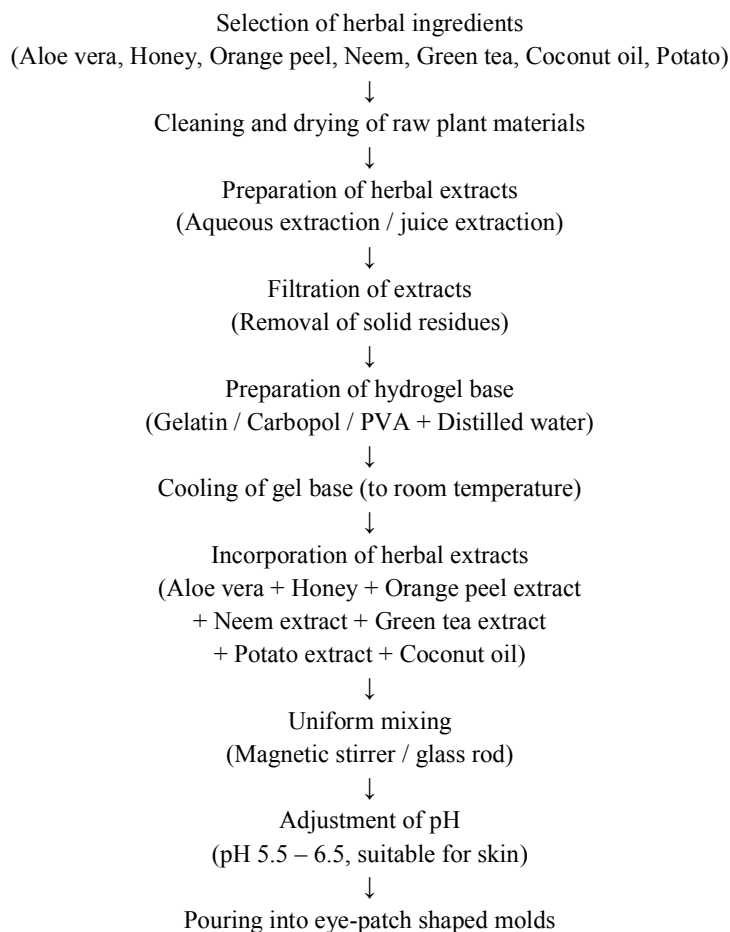 Selection of herbal ingredients
(Aloe vera, Honey, Orange peel, Neem, Green tea, Coconut oil, Potato)
↓
Cleaning and drying of raw plant materials
↓
Preparation of herbal extracts
(Aqueous extraction / juice extraction)
↓
Filtration of extracts
(Removal of solid residues)
↓
Preparation of hydrogel base
(Gelatin / Carbopol / PVA + Distilled water)
↓
Cooling of gel base (to room temperature)
↓
Incorporation of herbal extracts
(Aloe vera + Honey + Orange peel extract
+ Neem extract + Green tea extract
+ Potato extract + Coconut oil)
↓
Uniform mixing
(Magnetic stirrer / glass rod)
↓
Adjustment of pH
(pH 5.5 – 6.5, suitable for skin)
↓
Pouring into eye-patch shaped molds